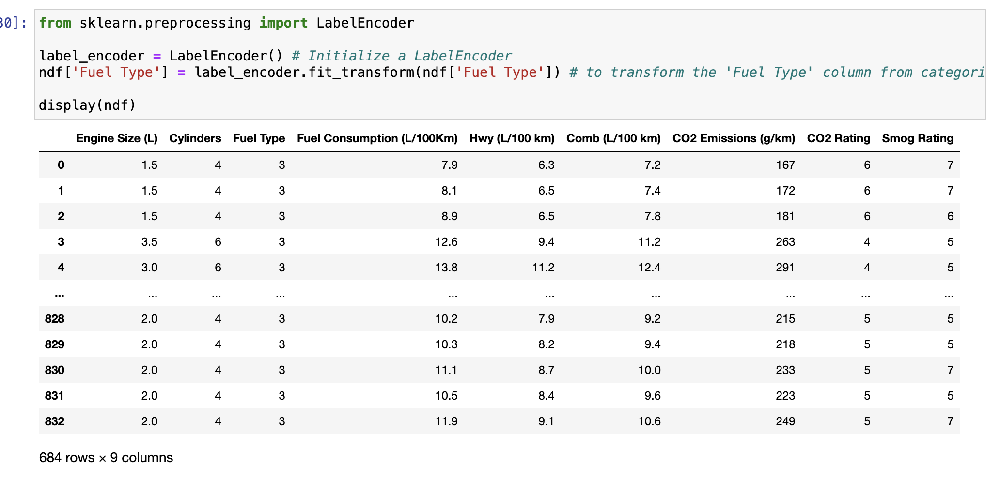 30]: from sklearn.preprocessing import LabelEncoder
label_encoder = LabelEncoder() # Initialize a LabelEncoder
ndf['Fuel Type'] = label_encoder.fit_transform(ndf['Fuel Type']) # to transform the 'Fuel Type' column from categori
display(ndf)
Engine Size (L) Cylinders Fuel Type Fuel Consumption (L/100Km) Hwy (L/100 km) Comb (L/100 km) CO2 Emissions (g/km) CO2 Rating Smog Rating
0 1.5 4 3 7.9 6.3 7.2 167 6 7
1 1.5 4 3 8.1 6.5 7.4 172 6 7
2 1.5 4 3 8.9 6.5 7.8 181 6 6
3 3.5 6 3 12.6 9.4 11.2 263 4 5
4 3.0 6 3 13.8 11.2 12.4 291 4 5
... ... ... ... ... ... ... ... ... ...
828 2.0 4 3 10.2 7.9 9.2 215 5 5
829 2.0 4 3 10.3 8.2 9.4 218 5 5
830 2.0 4 3 11.1 8.7 10.0 233 5 7
831 2.0 4 3 10.5 8.4 9.6 223 5 5
832 2.0 4 3 11.9 9.1 10.6 249 5 7
684 rows × 9 columns